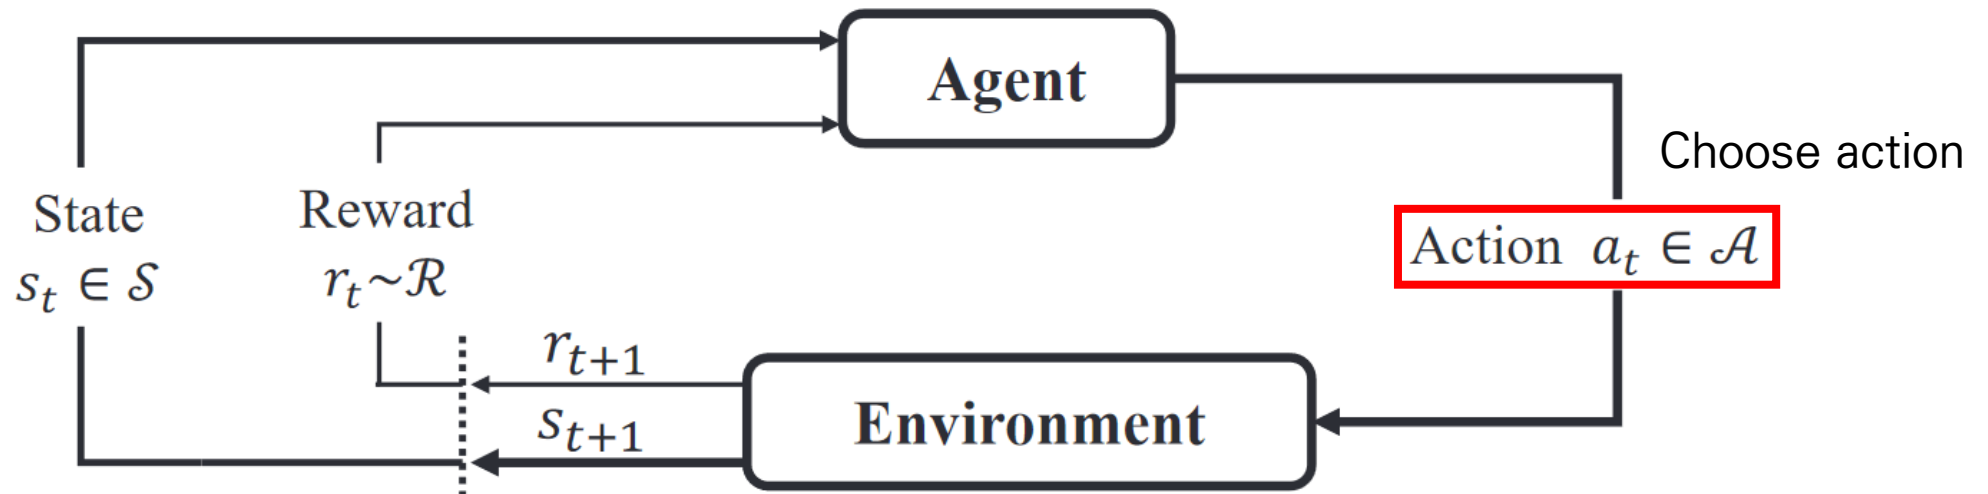 Agent
Choose action
State
s_t ∈ 𝒮
Reward
r_t~ℛ
Action a_t ∈ 𝒜
r_{t+1}
s_{t+1}
Environment